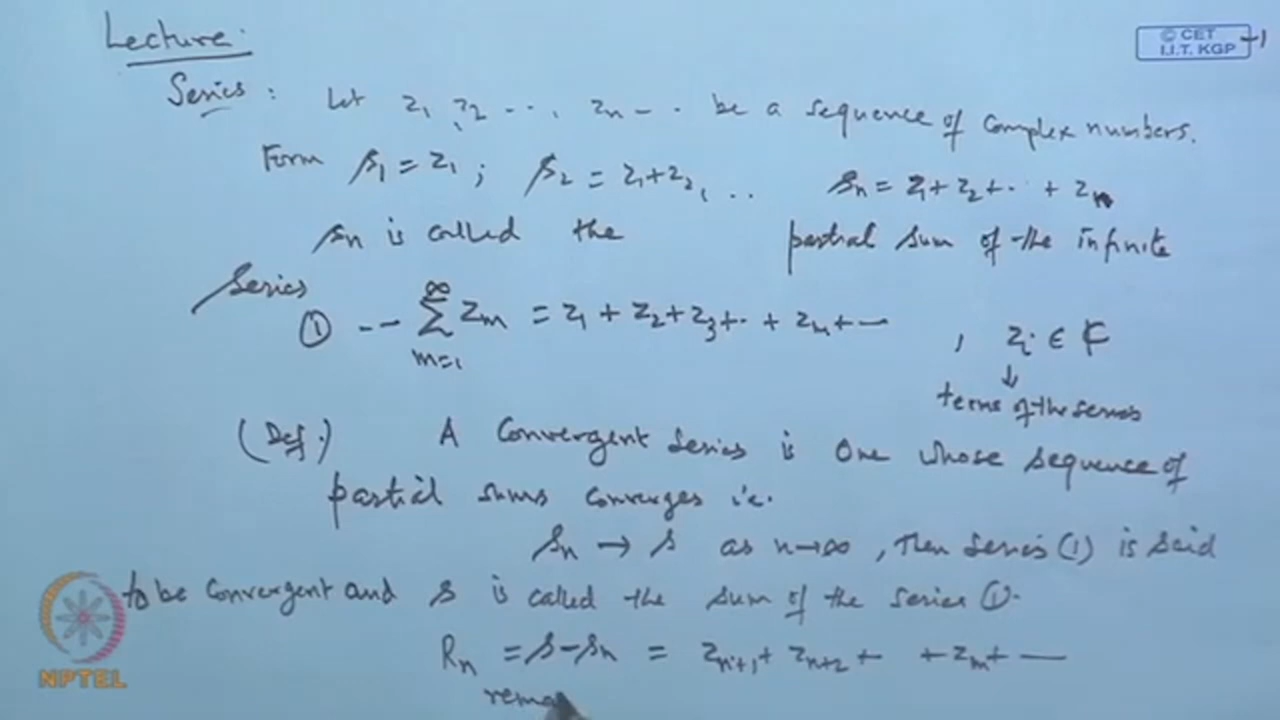 Lecture.
© CET
I.I.T. KGP
-1
Series : Let z1, z2 ..., zn ... be a sequence of Complex numbers.
Form s1 = z1 ; s2 = z1+z2, ... sn = z1+ z2+ .. + zn
sn is called the partial sum of the infinite
Series
① --- ∑_{m=1}^{∞} zm = z1 + z2 + z3+.. + zn+ — , zi ∈ ₵
↓
terms of the series
(Def.) A Convergent Series is One whose sequence of
partial sums converges i.e.
sn → s as n→∞, then Series (1) is said
to be Convergent and s is called the sum of the series ①.
Rn = s-sn = zn+1 + zn+2 + + zm+ —
rema
NPTEL